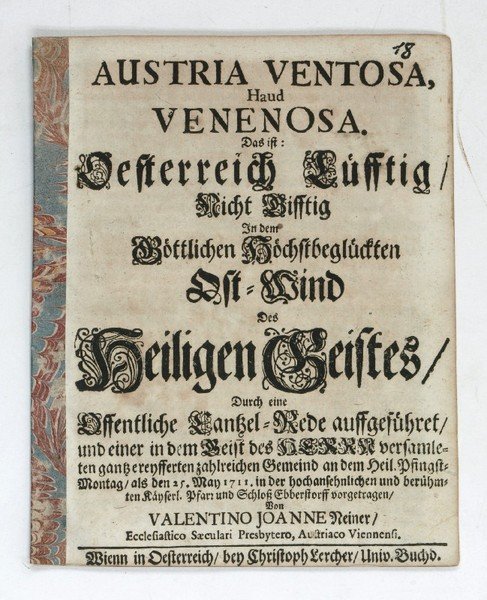 18
AUSTRIA VENTOSA,
Haud
VENENOSA.
Das ist:
Oesterreich Lüfftig/
Nicht Gifftig
In dem
Göttlichen Höchstbeglückten
Ost-Wind
Des
Heiligen Geistes/
Durch eine
Offentliche Cantzel-Rede auffgeführet/
und einer in dem Geist des HERRN versamle-
ten gantz ereyfferten zahlreichen Gemeind an dem Heil. Pfingst-
Montag/ als den 25. May 1711. in der hochansehnlichen und berühm-
ten Käyserl. Pfarr und Schloß Ebberstorff vorgetragen/
Von
VALENTINO JOANNE Neiner/
Ecclesiastico Sæculari Presbytero, Austriaco Viennensi.
Wienn in Oesterreich/ bey Christoph Lercher/ Univ. Buchd.